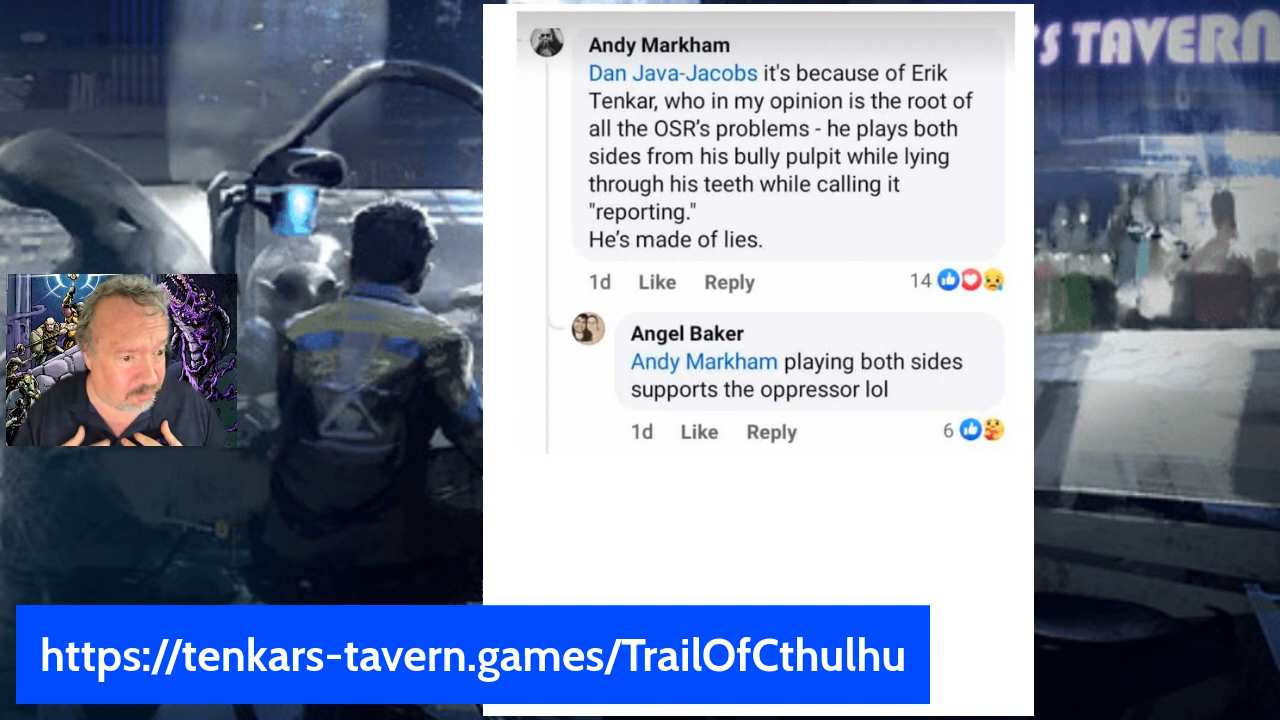 'S TAVERN
Andy Markham
Dan Java-Jacobs it's because of Erik
Tenkar, who in my opinion is the root of
all the OSR's problems - he plays both
sides from his bully pulpit while lying
through his teeth while calling it
"reporting."
He's made of lies.
1d Like Reply 14
Angel Baker
Andy Markham playing both sides
supports the oppressor lol
1d Like Reply 6
https://tenkars-tavern.games/TrailOfCthulhu